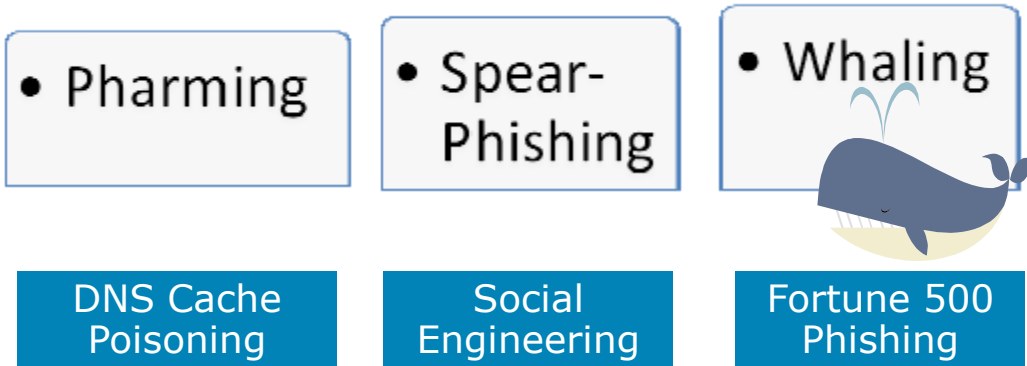 • Pharming
• Spear-
Phishing
• Whaling
DNS Cache
Poisoning
Social
Engineering
Fortune 500
Phishing